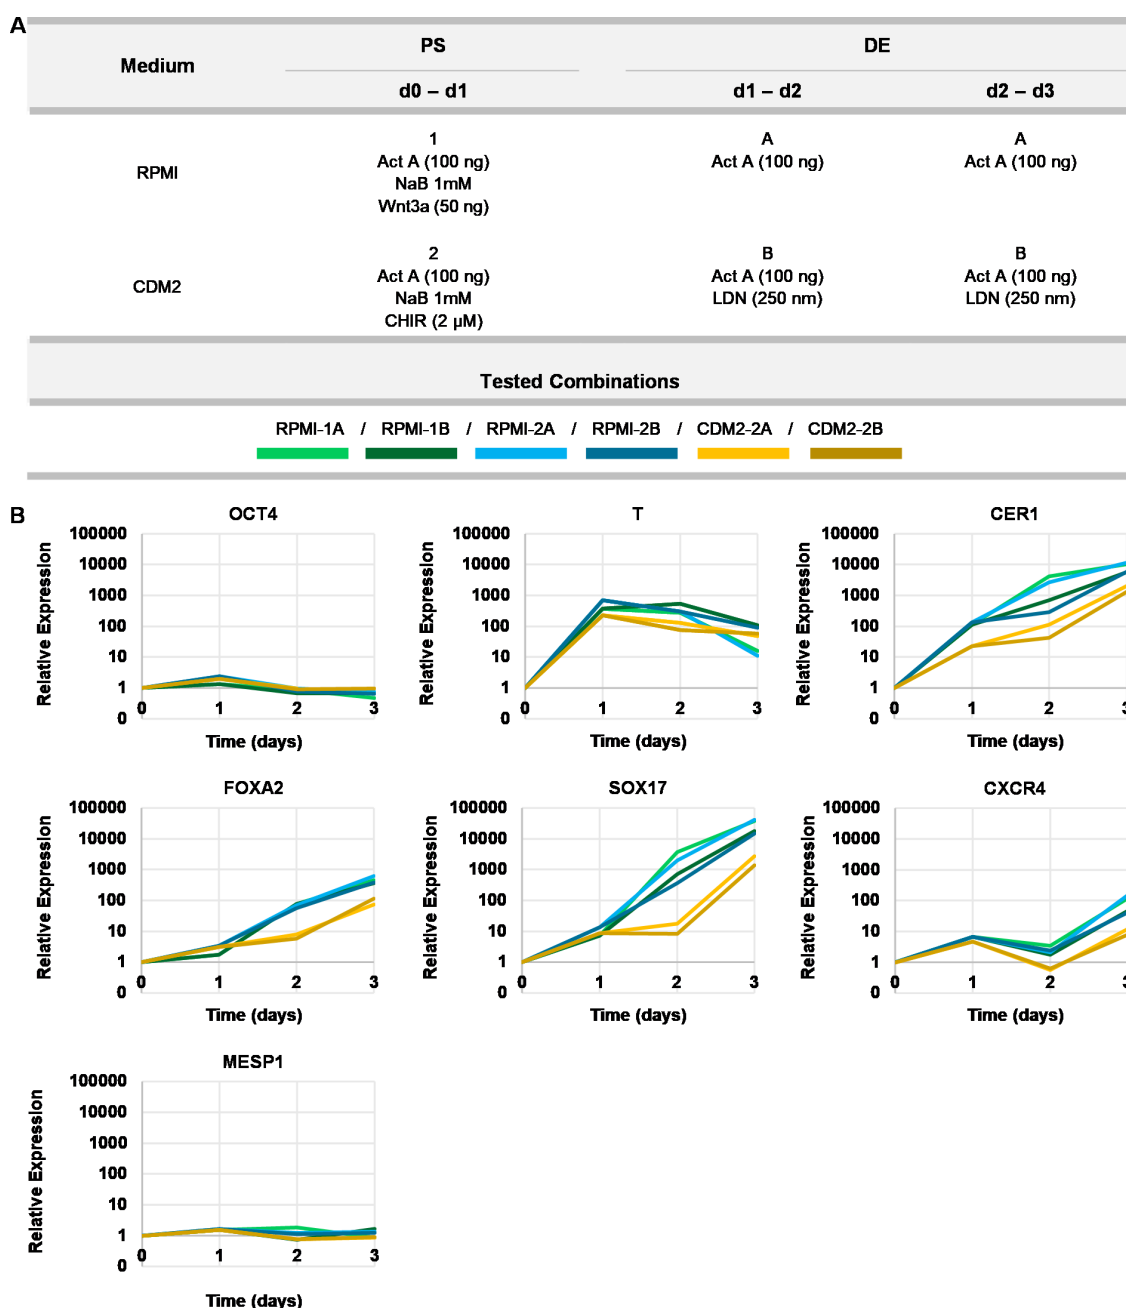 A
Medium PS DE
d0 – d1 d1 – d2 d2 – d3
RPMI
1
Act A (100 ng)
NaB 1mM
Wnt3a (50 ng)
A
Act A (100 ng)
A
Act A (100 ng)
CDM2
2
Act A (100 ng)
NaB 1mM
CHIR (2 µM)
B
Act A (100 ng)
LDN (250 nm)
B
Act A (100 ng)
LDN (250 nm)
Tested Combinations
RPMI-1A / RPMI-1B / RPMI-2A / RPMI-2B / CDM2-2A / CDM2-2B
B
OCT4
Relative Expression
100000
10000
1000
100
10
1
0
0 1 2 3
Time (days)
T
Relative Expression
100000
10000
1000
100
10
1
0
0 1 2 3
Time (days)
CER1
Relative Expression
100000
10000
1000
100
10
1
0
0 1 2 3
Time (days)
FOXA2
Relative Expression
100000
10000
1000
100
10
1
0
0 1 2 3
Time (days)
SOX17
Relative Expression
100000
10000
1000
100
10
1
0
0 1 2 3
Time (days)
CXCR4
Relative Expression
100000
10000
1000
100
10
1
0
0 1 2 3
Time (days)
MESP1
Relative Expression
100000
10000
1000
100
10
1
0
0 1 2 3
Time (days)